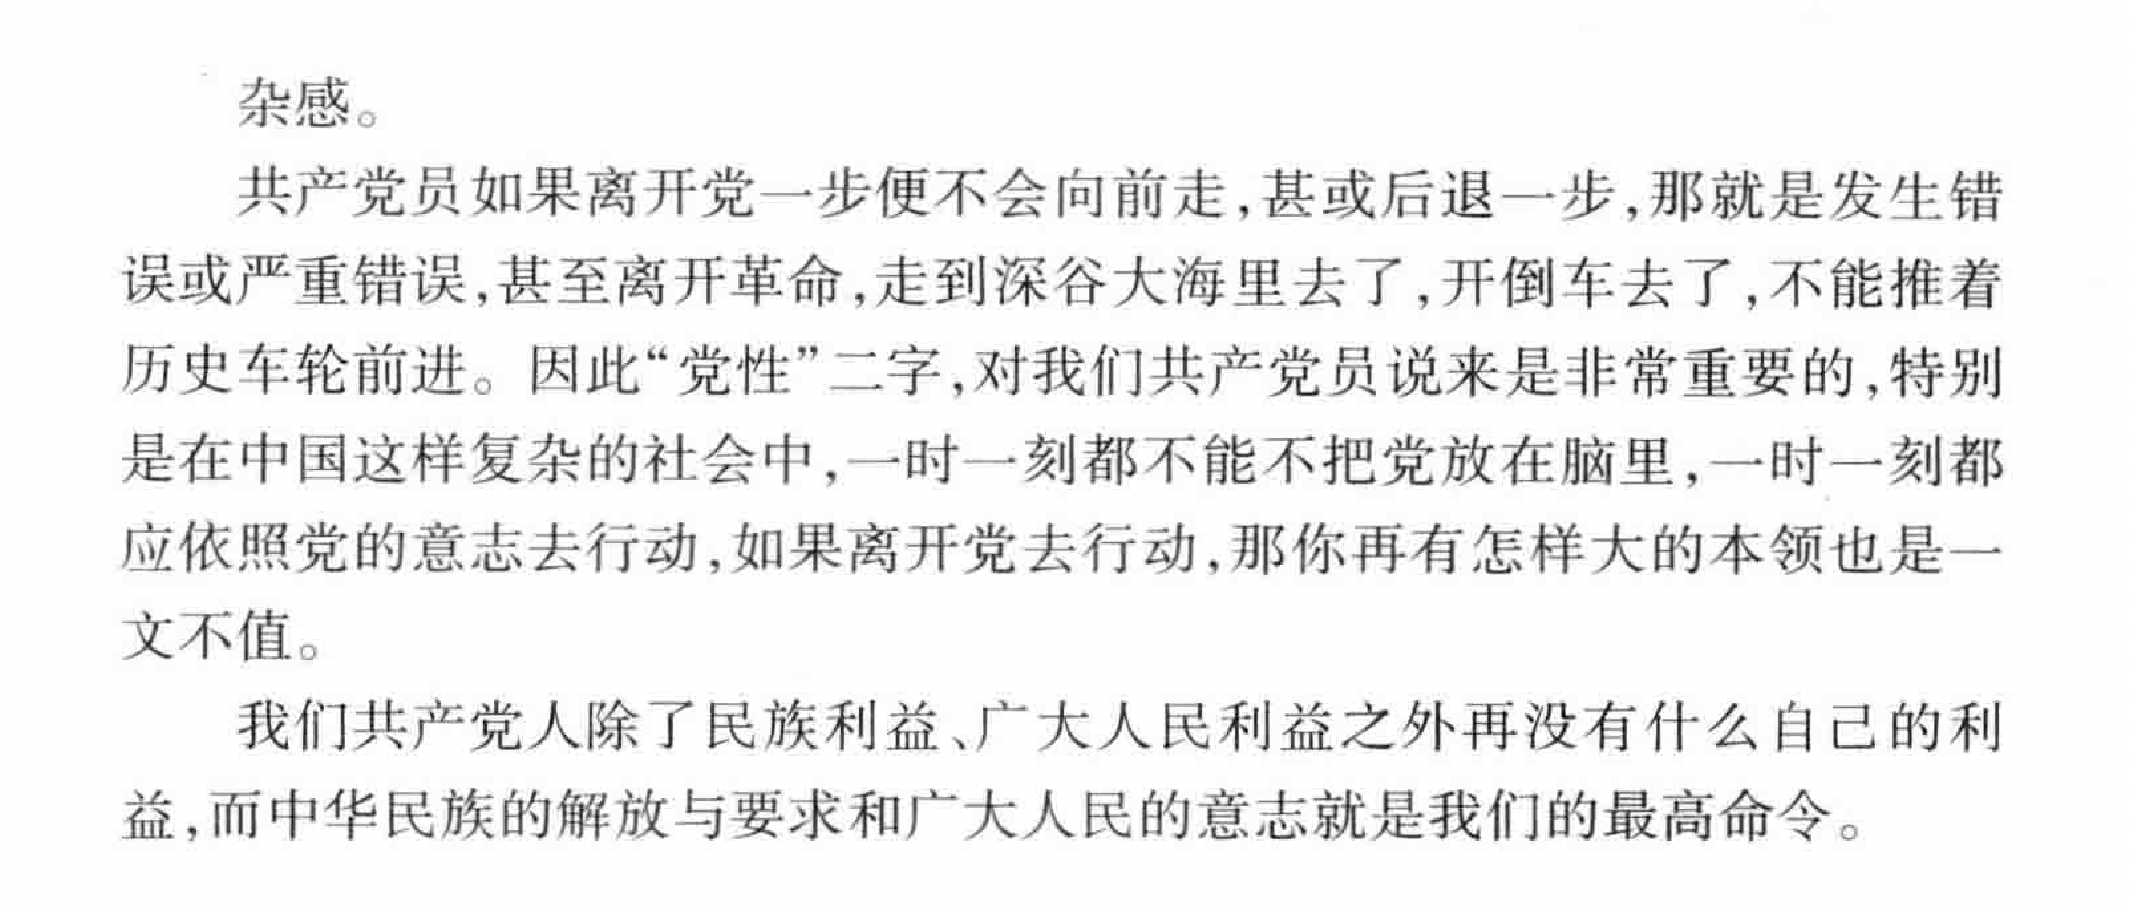 杂感。
共产党员如果离开党一步便不会向前走,甚或后退一步,那就是发生错
误或严重错误,甚至离开革命,走到深谷大海里去了,开倒车去了,不能推着
历史车轮前进。因此“党性”二字,对我们共产党员说来是非常重要的,特别
是在中国这样复杂的社会中,一时一刻都不能不把党放在脑里,一时一刻都
应依照党的意志去行动,如果离开党去行动,那你再有怎样大的本领也是一
文不值。
我们共产党人除了民族利益、广大人民利益之外再没有什么自己的利
益,而中华民族的解放与要求和广大人民的意志就是我们的最高命令。